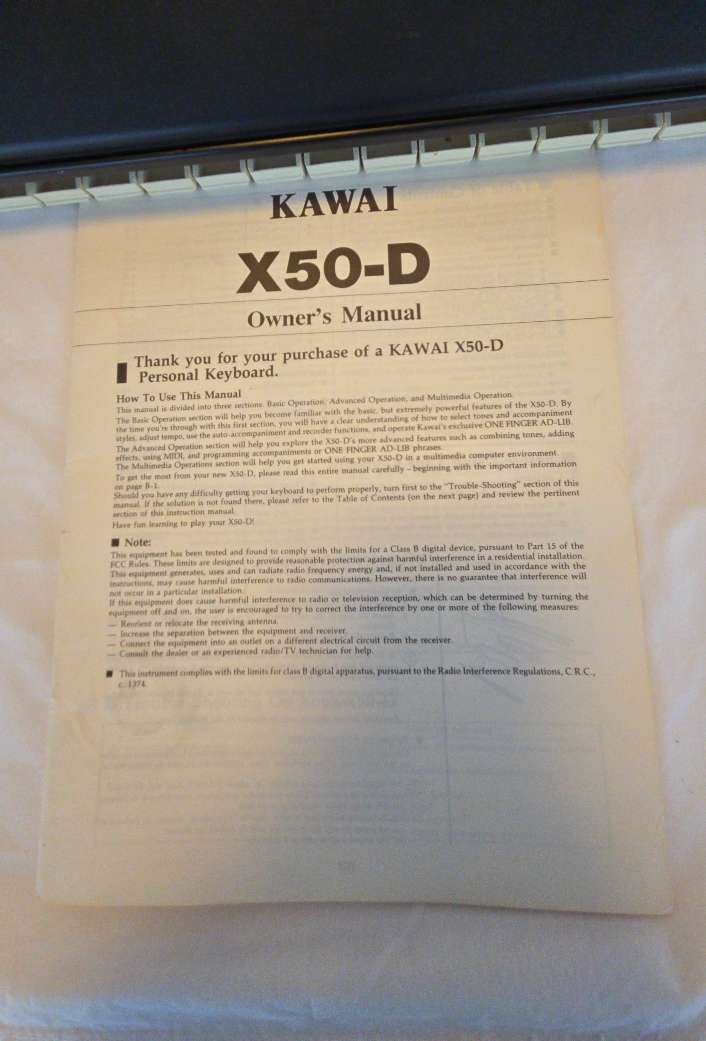 KAWAI
X50-D
Owner's Manual
Thank you for your purchase of a KAWAI X50-D
Personal Keyboard.
How To Use This Manual
This manual is divided into three sections: Basic Operation, Advanced Operation, and Multimedia Operation.
The Basic Operation section will help you become familiar with the basic, but extremely powerful features of the X50-D. By
the time you're through with this first section, you will have a clear understanding of how to select tones and accompaniment
styles, adjust tempo, use the auto-accompaniment and recorder functions, and operate Kawai's exclusive ONE FINGER AD-LIB.
The Advanced Operation section will help you explore the X50-D's more advanced features such as combining tones, adding
effects, using MIDI, and programming accompaniments or ONE FINGER AD-LIB phrases.
The Multimedia Operations section will help you get started using your X50-D in a multimedia computer environment.
To get the most from your new X50-D, please read this entire manual carefully – beginning with the important information
on page B-1.
Should you have any difficulty getting your keyboard to perform properly, turn first to the "Trouble-Shooting" section of this
manual. If the solution is not found there, please refer to the Table of Contents (on the next page) and review the pertinent
section of this instruction manual.
Have fun learning to play your X50-D!
■ Note:
This equipment has been tested and found to comply with the limits for a Class B digital device, pursuant to Part 15 of the
FCC Rules. These limits are designed to provide reasonable protection against harmful interference in a residential installation.
This equipment generates, uses and can radiate radio frequency energy and, if not installed and used in accordance with the
instructions, may cause harmful interference to radio communications. However, there is no guarantee that interference will
not occur in a particular installation.
If this equipment does cause harmful interference to radio or television reception, which can be determined by turning the
equipment off and on, the user is encouraged to try to correct the interference by one or more of the following measures:
— Reorient or relocate the receiving antenna.
— Increase the separation between the equipment and receiver.
— Connect the equipment into an outlet on a different electrical circuit from the receiver.
— Consult the dealer or an experienced radio/TV technician for help.
■ This instrument complies with the limits for class B digital apparatus, pursuant to the Radio Interference Regulations, C.R.C.,
c. 1374.